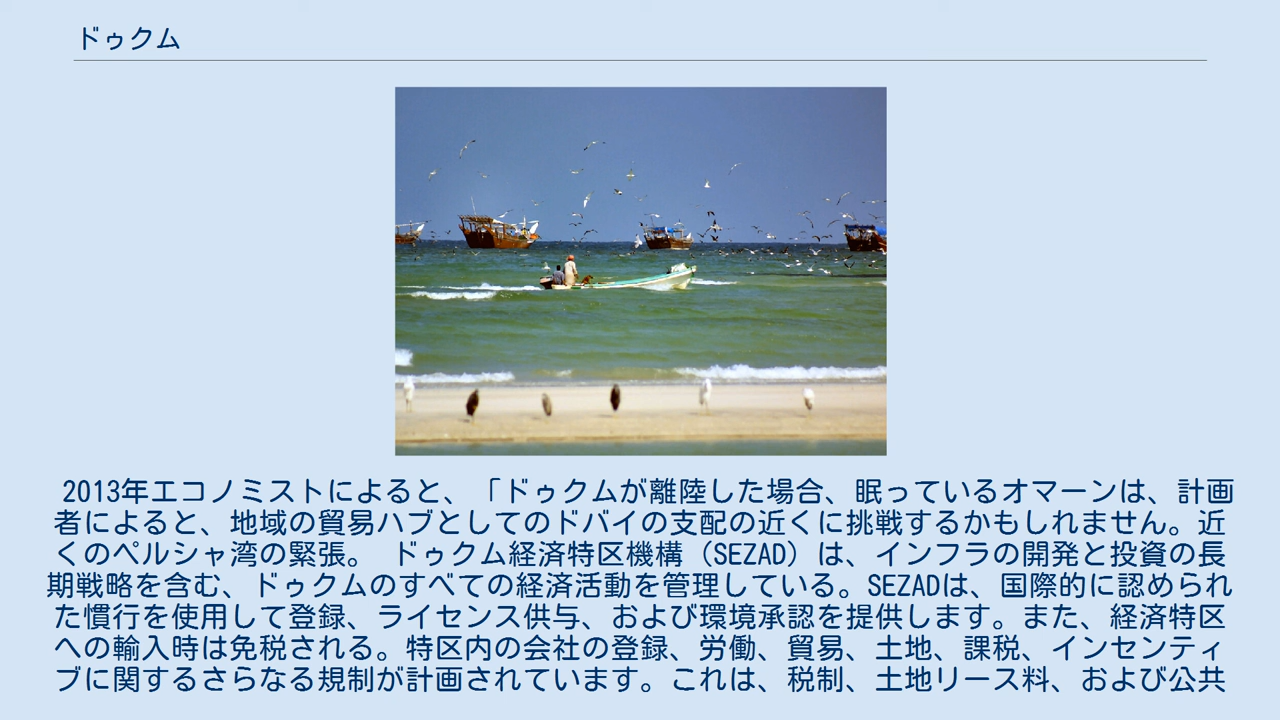 ドゥクム
2013年エコノミストによると、「ドゥクムが離陸した場合、眠っているオマーンは、計画
者によると、地域の貿易ハブとしてのドバイの支配の近くに挑戦するかもしれません。近
くのペルシャ湾の緊張。 ドゥクム経済特区機構（SEZAD）は、インフラの開発と投資の長
期戦略を含む、ドゥクムのすべての経済活動を管理している。SEZADは、国際的に認められ
た慣行を使用して登録、ライセンス供与、および環境承認を提供します。また、経済特区
への輸入時は免税される。特区内の会社の登録、労働、貿易、土地、課税、インセンティ
ブに関するさらなる規制が計画されています。これは、税制、土地リース料、および公共